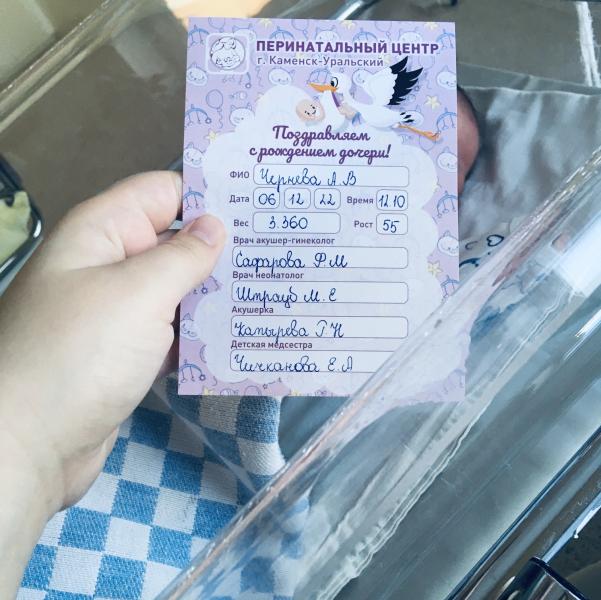 ПЕРИНАТАЛЬНЫЙ ЦЕНТР
г. Каменск-Уральский
Поздравляем
с рождением дочери!
ФИО Чернева А.В
Дата 06 12 22 Время 12 10
Вес 3.360 Рост 55
Врач акушер-гинеколог
Сафарова Р.М
Врач неонатолог
Штрауб М.Е
Акушерка
Копырева Г.Н
Детская медсестра
Чичканова Е.А